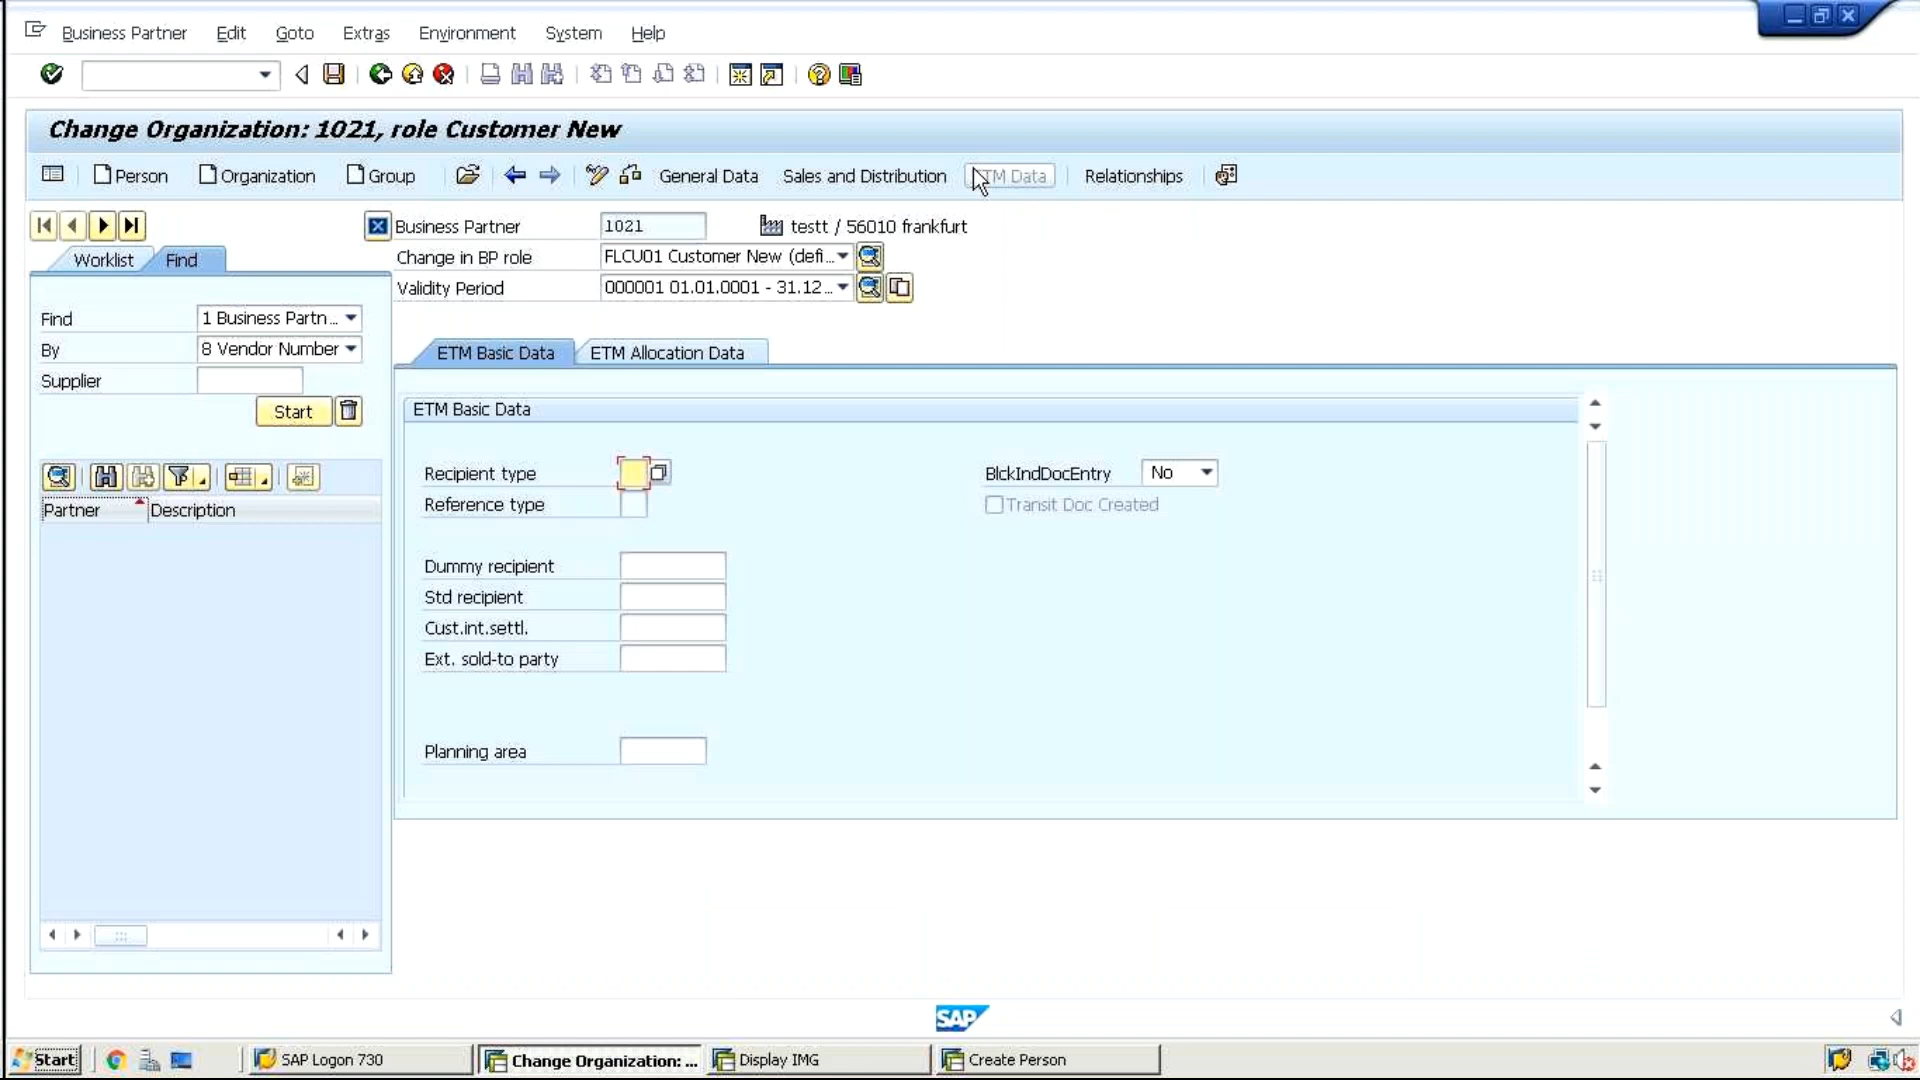 Business Partner Edit Goto Extras Environment System Help
Change Organization: 1021, role Customer New
Person Organization Group General Data Sales and Distribution TM Data Relationships
Business Partner 1021 testt / 56010 frankfurt
Worklist Find
Change in BP role FLCU01 Customer New (defi...
Validity Period 000001 01.01.0001 - 31.12...
Find 1 Business Partn...
By 8 Vendor Number
Supplier
Start
ETM Basic Data ETM Allocation Data
ETM Basic Data
Recipient type
BlckIndDocEntry No
Reference type
Transit Doc Created
Partner Description
Dummy recipient
Std recipient
Cust.int.settl.
Ext. sold-to party
Planning area
SAP
Start SAP Logon 730 Change Organization: ... Display IMG Create Person